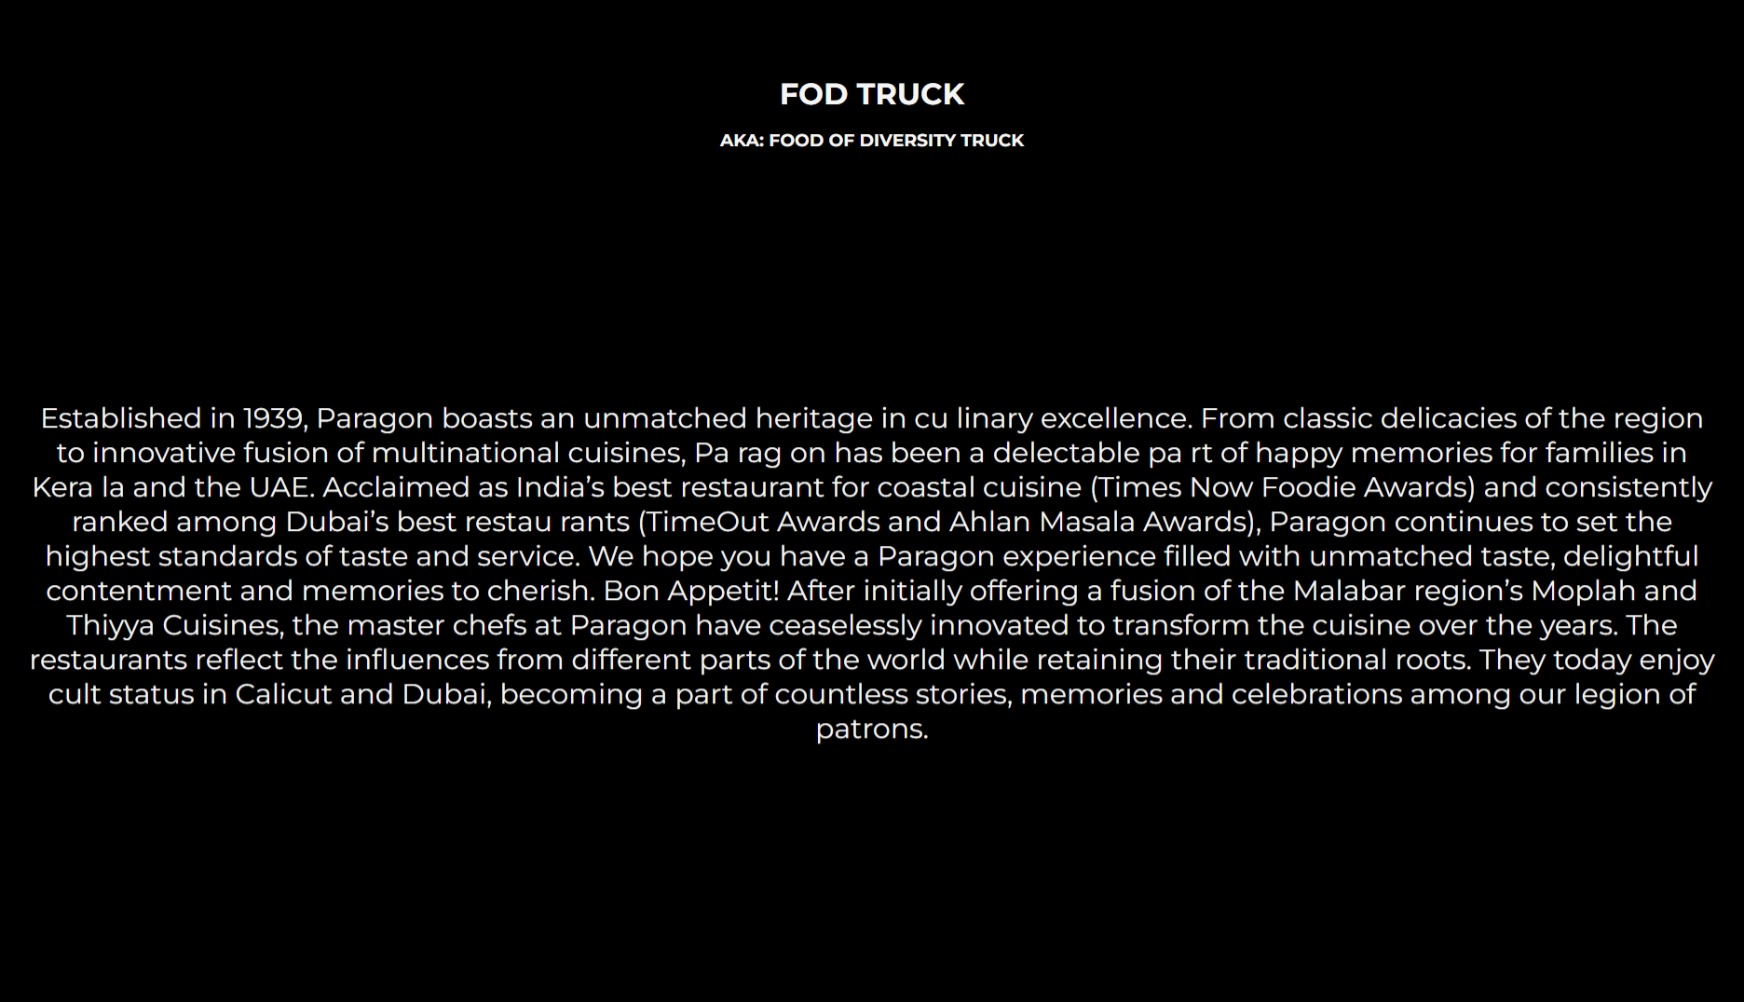 FOD TRUCK
AKA: FOOD OF DIVERSITY TRUCK
Established in 1939, Paragon boasts an unmatched heritage in cu linary excellence. From classic delicacies of the region
to innovative fusion of multinational cuisines, Pa rag on has been a delectable pa rt of happy memories for families in
Kera la and the UAE. Acclaimed as India’s best restaurant for coastal cuisine (Times Now Foodie Awards) and consistently
ranked among Dubai’s best restau rants (TimeOut Awards and Ahlan Masala Awards), Paragon continues to set the
highest standards of taste and service. We hope you have a Paragon experience filled with unmatched taste, delightful
contentment and memories to cherish. Bon Appetit! After initially offering a fusion of the Malabar region’s Moplah and
Thiyya Cuisines, the master chefs at Paragon have ceaselessly innovated to transform the cuisine over the years. The
restaurants reflect the influences from different parts of the world while retaining their traditional roots. They today enjoy
cult status in Calicut and Dubai, becoming a part of countless stories, memories and celebrations among our legion of
patrons.